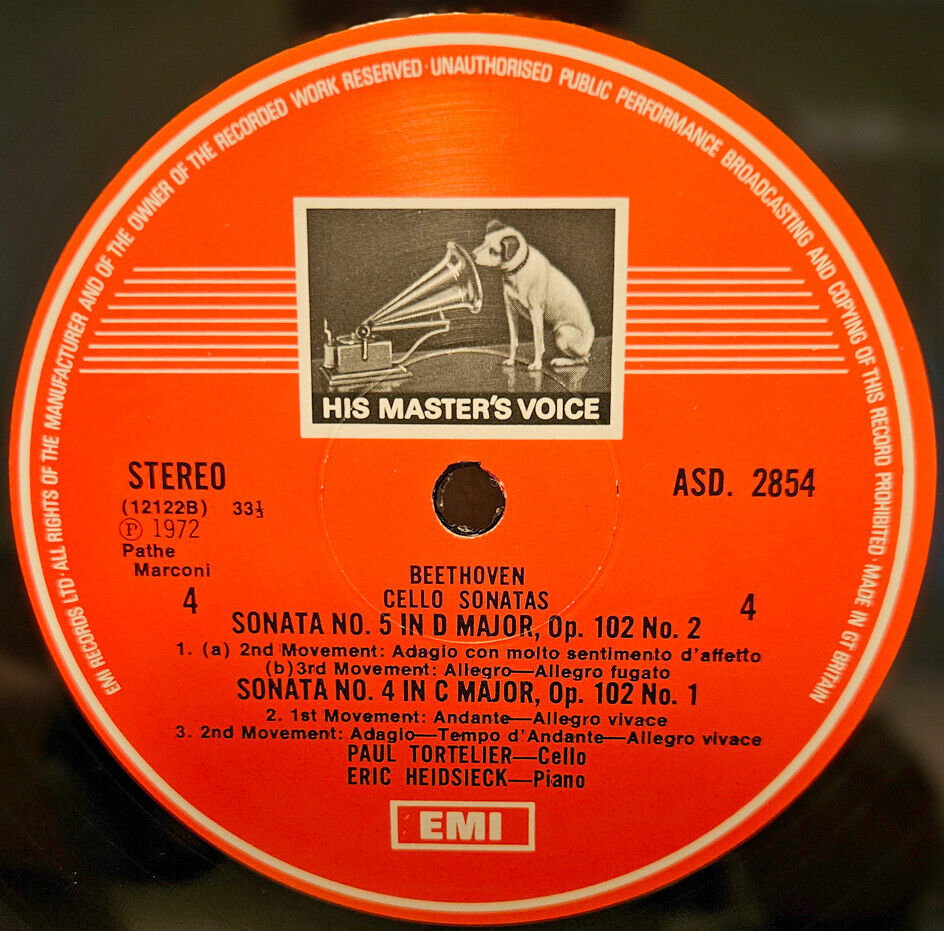 EMI RECORDS LTD · ALL RIGHTS OF THE MANUFACTURER AND OF THE OWNER OF THE RECORDED WORK RESERVED · UNAUTHORISED PUBLIC PERFORMANCE BROADCASTING AND COPYING OF THIS RECORD PROHIBITED · MADE IN GT BRITAIN
HIS MASTER'S VOICE
STEREO
ASD. 2854
(12122B) 33⅓
Ⓟ 1972
Pathe
Marconi
4
4
BEETHOVEN
CELLO SONATAS
SONATA NO. 5 IN D MAJOR, Op. 102 No. 2
1. (a) 2nd Movement: Adagio con molto sentimento d'affetto
(b) 3rd Movement: Allegro—Allegro fugato
SONATA NO. 4 IN C MAJOR, Op. 102 No. 1
2. 1st Movement: Andante—Allegro vivace
3. 2nd Movement: Adagio—Tempo d'Andante—Allegro vivace
PAUL TORTELIER—Cello
ERIC HEIDSIECK—Piano
EMI